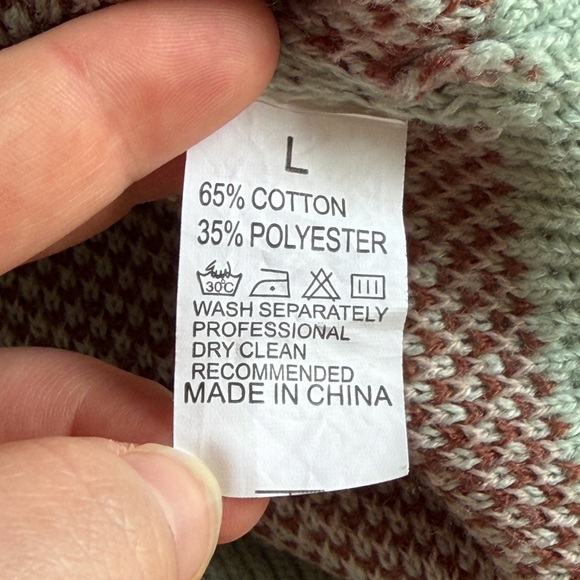 L
65% COTTON
35% POLYESTER
30°C
WASH SEPARATELY
PROFESSIONAL
DRY CLEAN
RECOMMENDED
MADE IN CHINA